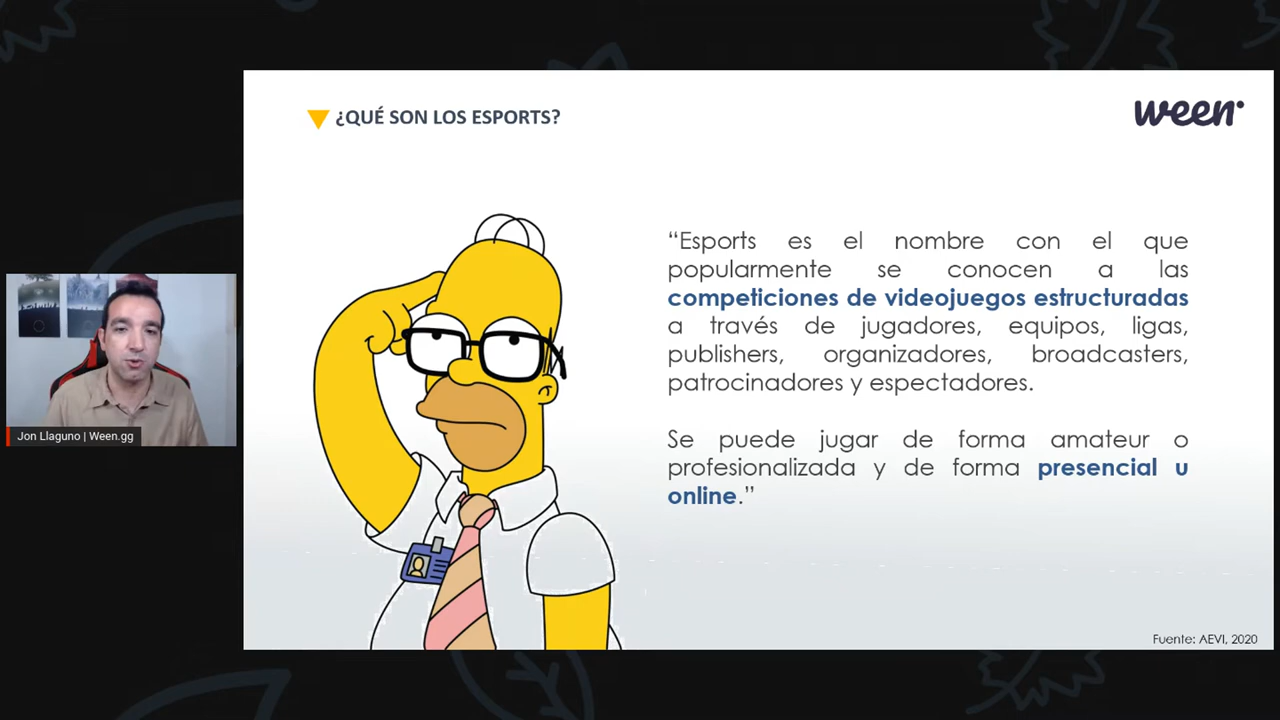 ¿QUÉ SON LOS ESPORTS?
ween
“Esports es el nombre con el que
popularmente se conocen a las
competiciones de videojuegos estructuradas
a través de jugadores, equipos, ligas,
publishers, organizadores, broadcasters,
patrocinadores y espectadores.
Se puede jugar de forma amateur o
profesionalizada y de forma presencial u
online.”
Jon Llaguno | Ween.gg
Fuente: AEVI, 2020